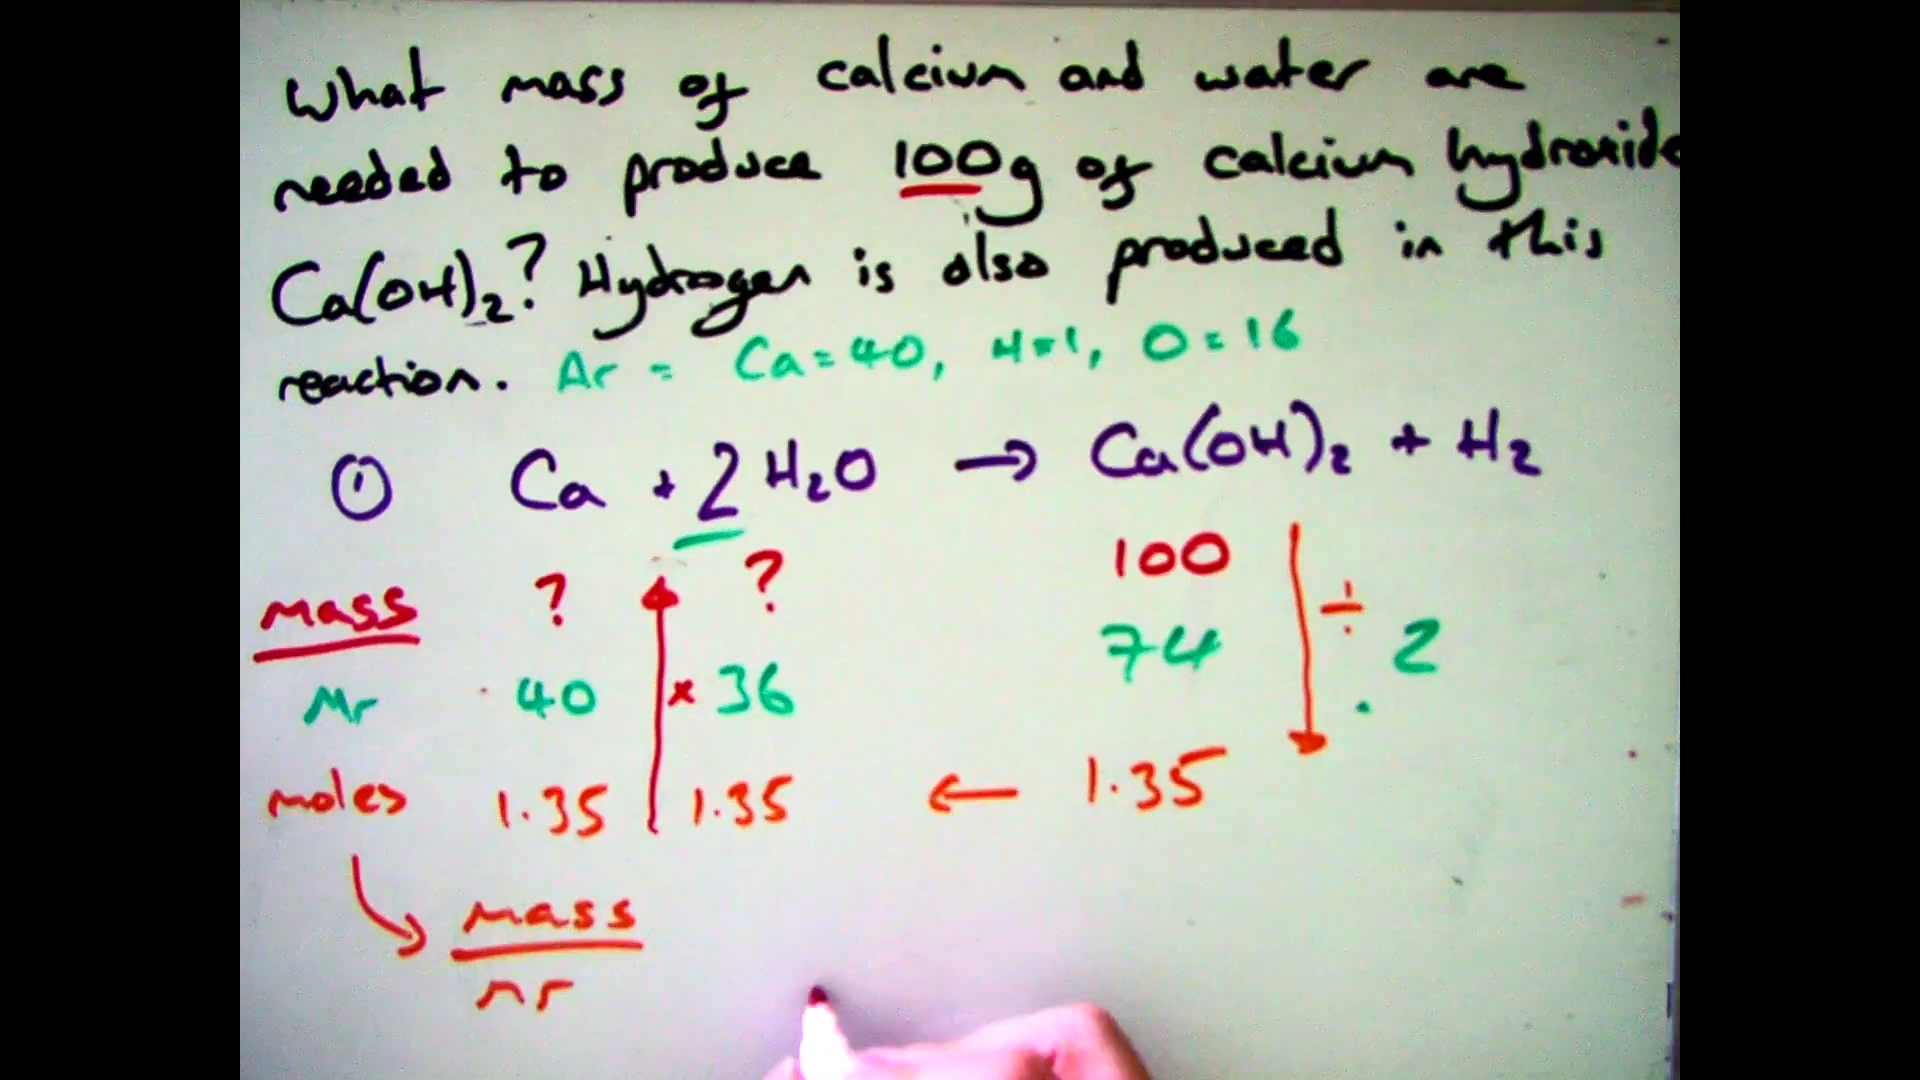 What mass of calcium and water are
needed to produce 100g of calcium hydroxide
Ca(OH)₂? Hydrogen is also produced in this
reaction. Ar = Ca=40, H=1, O=16
① Ca + 2H₂O → Ca(OH)₂ + H₂
mass ? ? 100 ÷
Mr 40 × 36 74 2
moles 1.35 1.35 ← 1.35
mass
mr